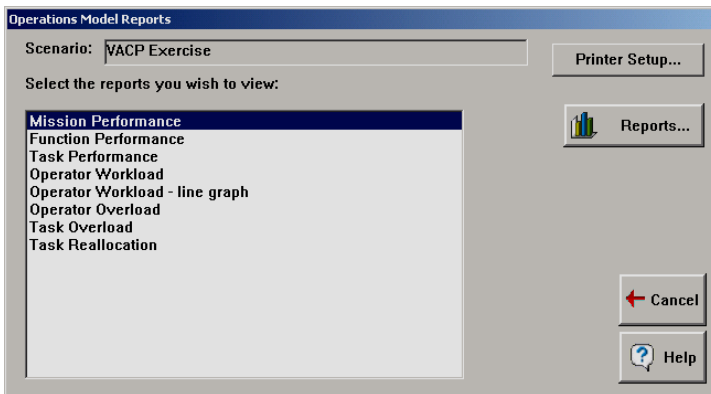 Operations Model Reports
Scenario: VACP Exercise
Printer Setup...
Select the reports you wish to view:
Reports...
Mission Performance
Function Performance
Task Performance
Operator Workload
Operator Workload - line graph
Operator Overload
Task Overload
Task Reallocation
Cancel
Help